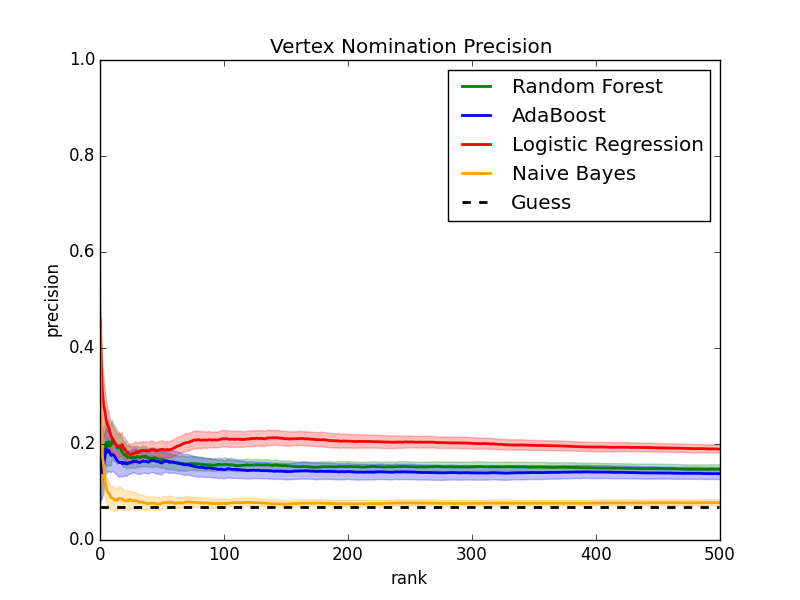 Vertex Nomination Precision
1.0
0.8
0.6
0.4
0.2
0.0
precision
Random Forest
AdaBoost
Logistic Regression
Naive Bayes
Guess
0 100 200 300 400 500
rank